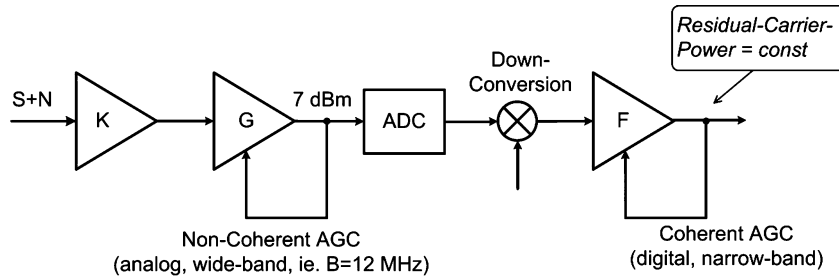 Residual-Carrier-
Power = const
Down-
Conversion
S+N
K
G
7 dBm
ADC
F
Non-Coherent AGC
(analog, wide-band, ie. B=12 MHz)
Coherent AGC
(digital, narrow-band)